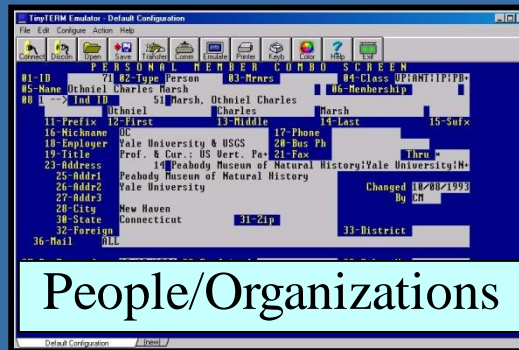 TinyTERM Emulator - Default Configuration
File Edit Configure Action Help
Connect Discon Open Save Transfer Comm Emulate Printer Keyb Color Help Exit
P E R S O N A L M E M B E R C O M B O S C R E E N
01-ID 71 02-Type Person 03-Mrmrs 04-Class VP!ANT!IP!PB+
05-Name Othniel Charles Marsh 06-Membership
08 1 --> Ind ID 51 Marsh, Othniel Charles
Othniel Charles Marsh
11-Prefix 12-First 13-Middle 14-Last 15-Sufx
16-Nickname OC 17-Phone
18-Employer Yale University & USGS 20-Bus Ph
19-Title Prof. & Cur.: US Vert. Pa+ 21-Fax Thru *
23-Address 14 Peabody Museum of Natural History!Yale University!N+
25-Addr1 Peabody Museum of Natural History
26-Addr2 Yale University Changed 10/08/1993
27-Addr3 By CM
28-City New Haven
30-State Connecticut 31-Zip
32-Foreign 33-District
36-Mail ALL
People/Organizations
Default Configuration [new]